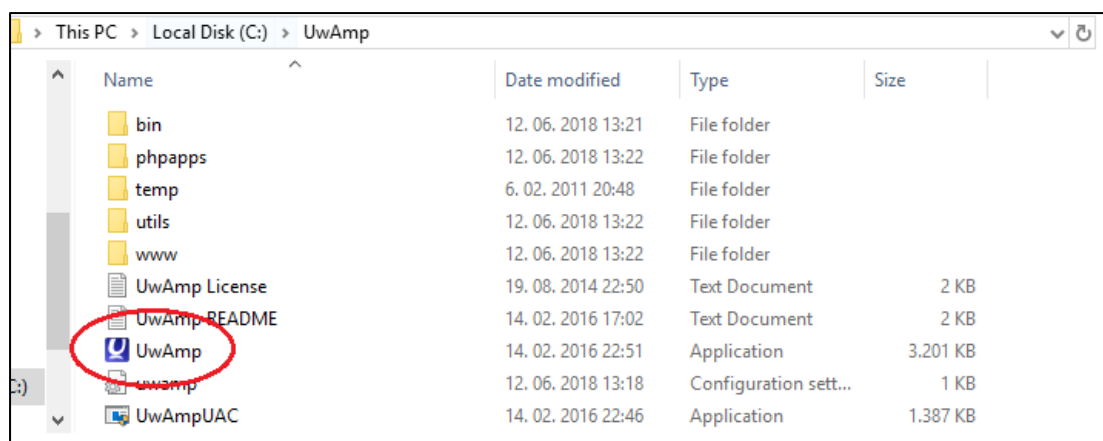 This PC > Local Disk (C:) > UwAmp
Name Date modified Type Size
bin 12. 06. 2018 13:21 File folder
phpapps 12. 06. 2018 13:22 File folder
temp 6. 02. 2011 20:48 File folder
utils 12. 06. 2018 13:22 File folder
www 12. 06. 2018 13:22 File folder
UwAmp License 19. 08. 2014 22:50 Text Document 2 KB
UwAmp README 14. 02. 2016 17:02 Text Document 2 KB
UwAmp 14. 02. 2016 22:51 Application 3.201 KB
uwamp 12. 06. 2018 13:18 Configuration sett... 1 KB
C:) UwAmpUAC 14. 02. 2016 22:46 Application 1.387 KB